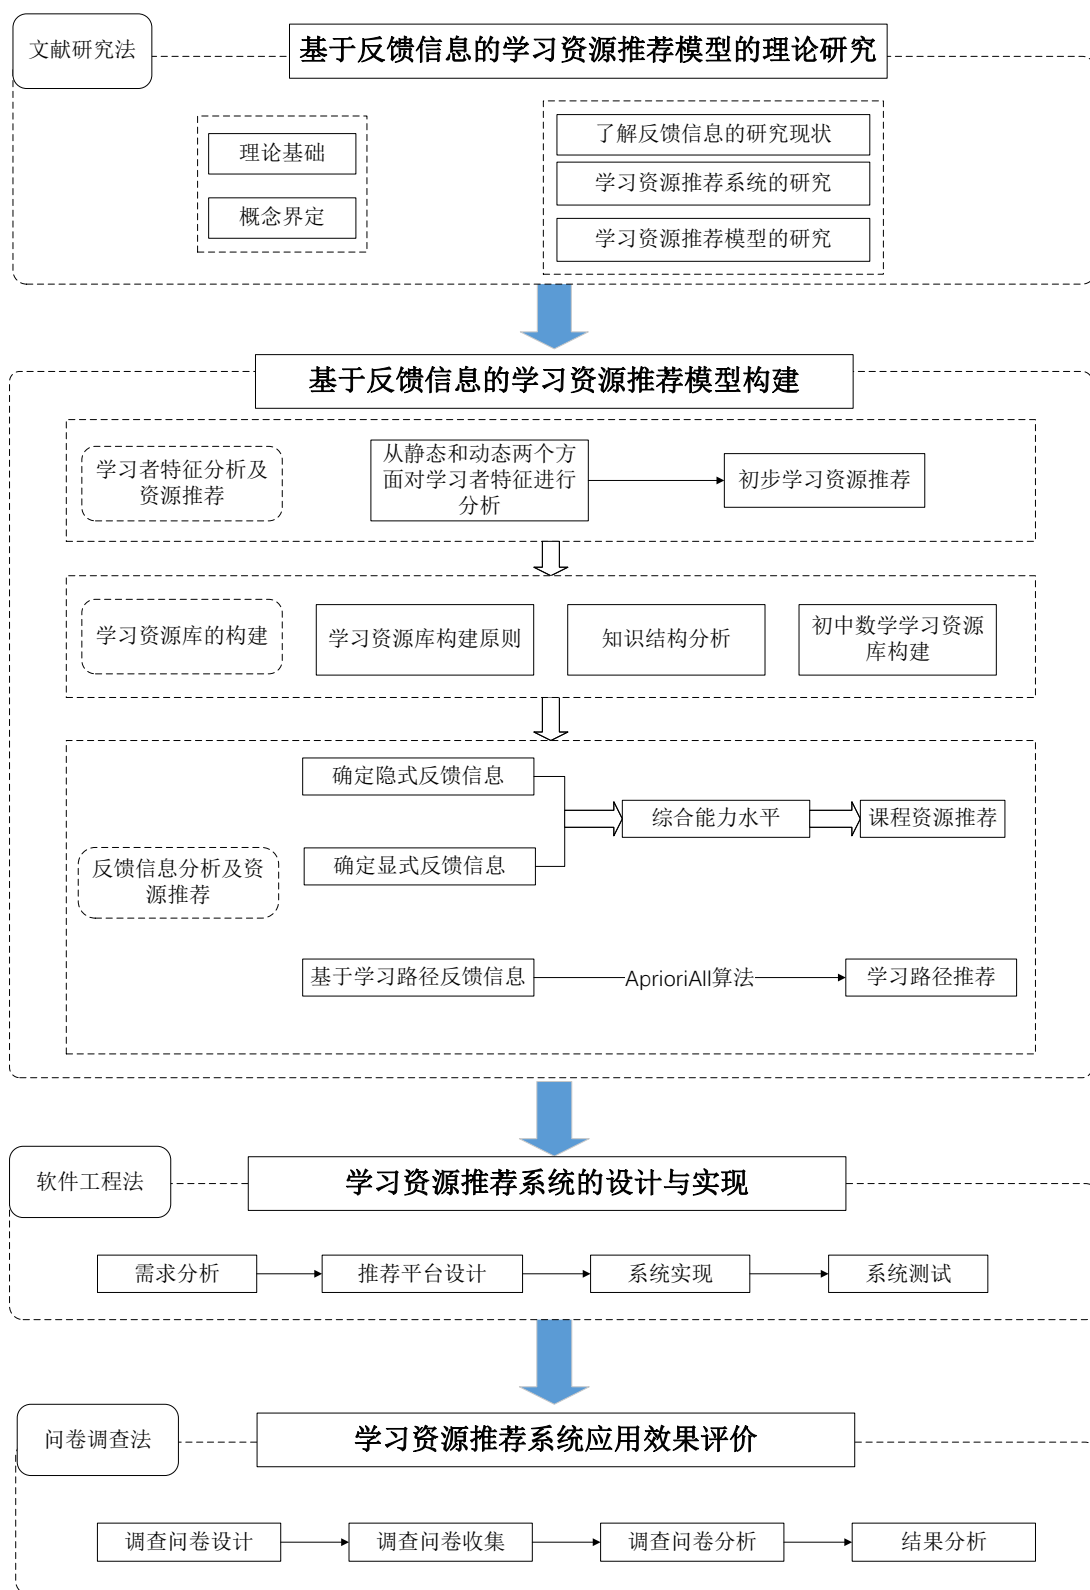 文献研究法
基于反馈信息的学习资源推荐模型的理论研究
理论基础
概念界定
了解反馈信息的研究现状
学习资源推荐系统的研究
学习资源推荐模型的研究
基于反馈信息的学习资源推荐模型构建
学习者特征分析及
资源推荐
从静态和动态两个方
面对学习者特征进行
分析
初步学习资源推荐
学习资源库的构建
学习资源库构建原则
知识结构分析
初中数学学习资源
库构建
反馈信息分析及资
源推荐
确定隐式反馈信息
确定显式反馈信息
综合能力水平
课程资源推荐
基于学习路径反馈信息
AprioriAll算法
学习路径推荐
软件工程法
学习资源推荐系统的设计与实现
需求分析
推荐平台设计
系统实现
系统测试
问卷调查法
学习资源推荐系统应用效果评价
调查问卷设计
调查问卷收集
调查问卷分析
结果分析